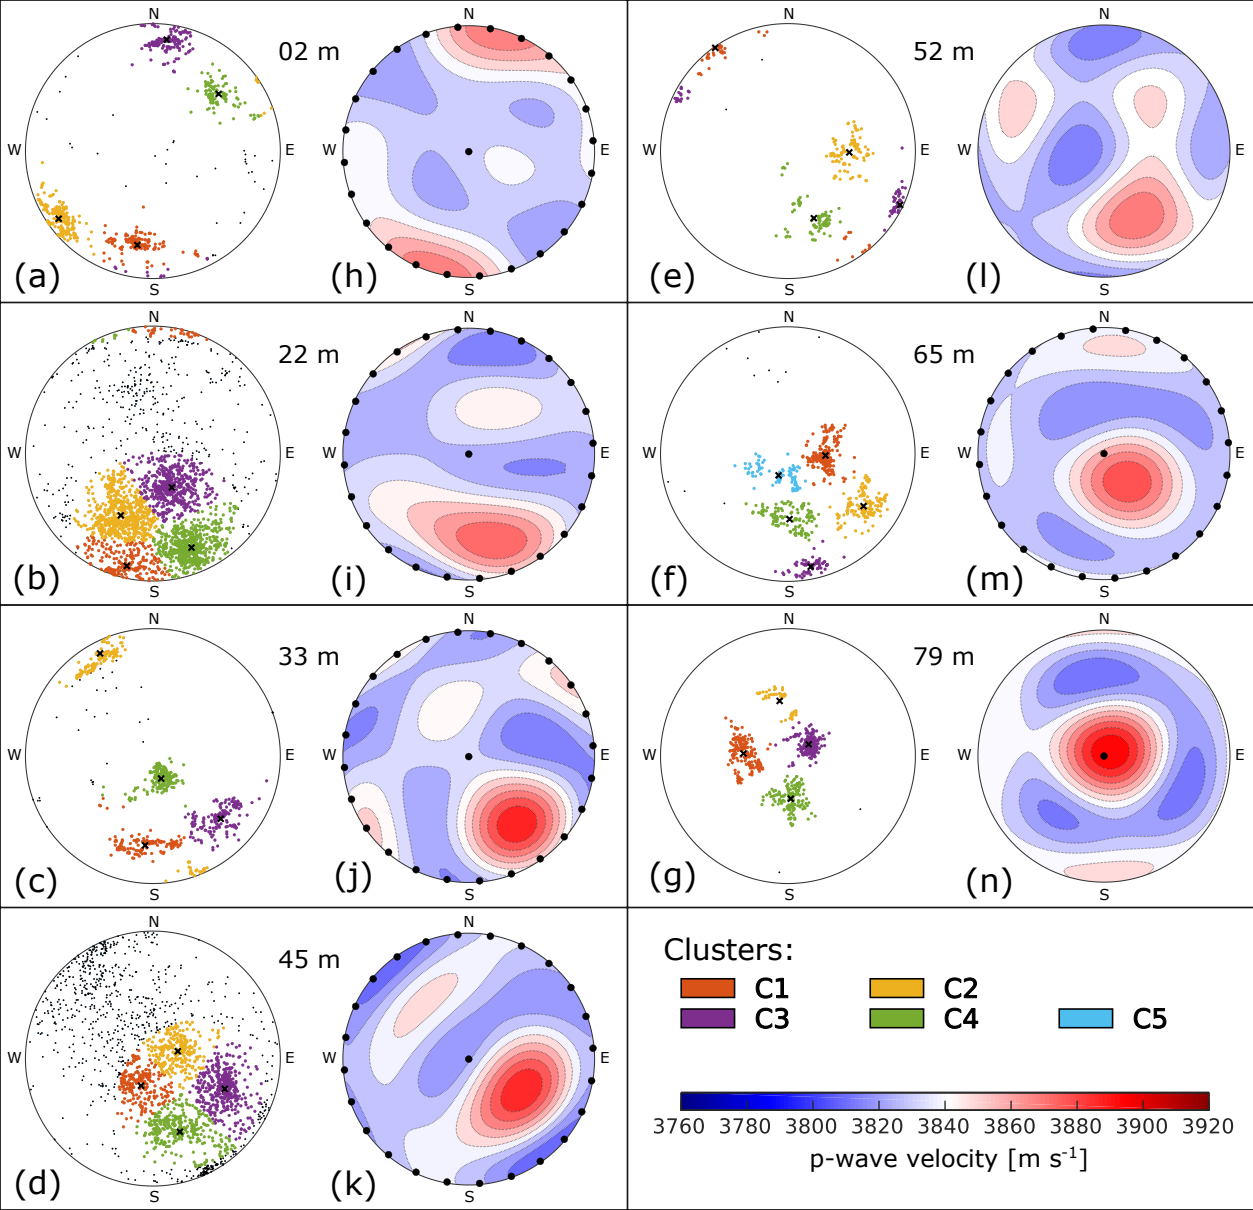 N
02 m
N
W
E
W
E
(a)
S
(h)
S
N
52 m
N
W
E
W
E
(e)
S
(l)
S
N
22 m
N
W
E
W
E
(b)
S
(i)
S
N
65 m
N
W
E
W
E
(f)
S
(m)
S
N
33 m
N
W
E
W
E
(c)
S
(j)
S
N
79 m
N
W
E
W
E
(g)
S
(n)
S
N
45 m
N
W
E
W
E
(d)
S
(k)
S
Clusters:
C1 C2
C3 C4 C5
3760 3780 3800 3820 3840 3860 3880 3900 3920
p-wave velocity [m s⁻¹]